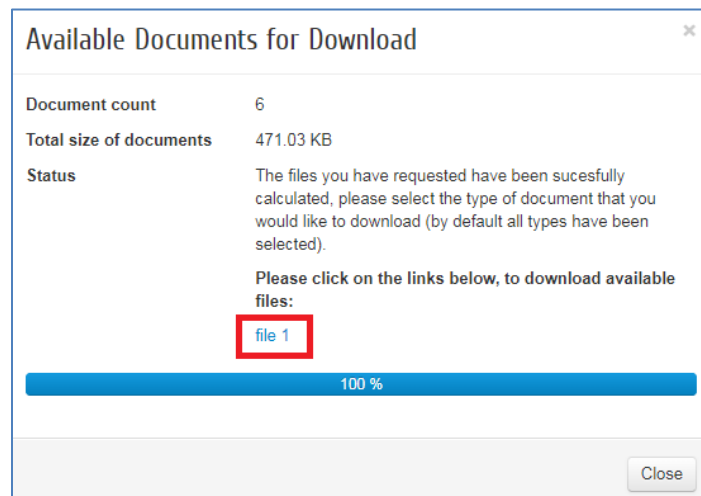 Available Documents for Download
×
Document count 6
Total size of documents 471.03 KB
Status The files you have requested have been sucesfully
calculated, please select the type of document that you
would like to download (by default all types have been
selected).
Please click on the links below, to download available
files:
file 1
100 %
Close